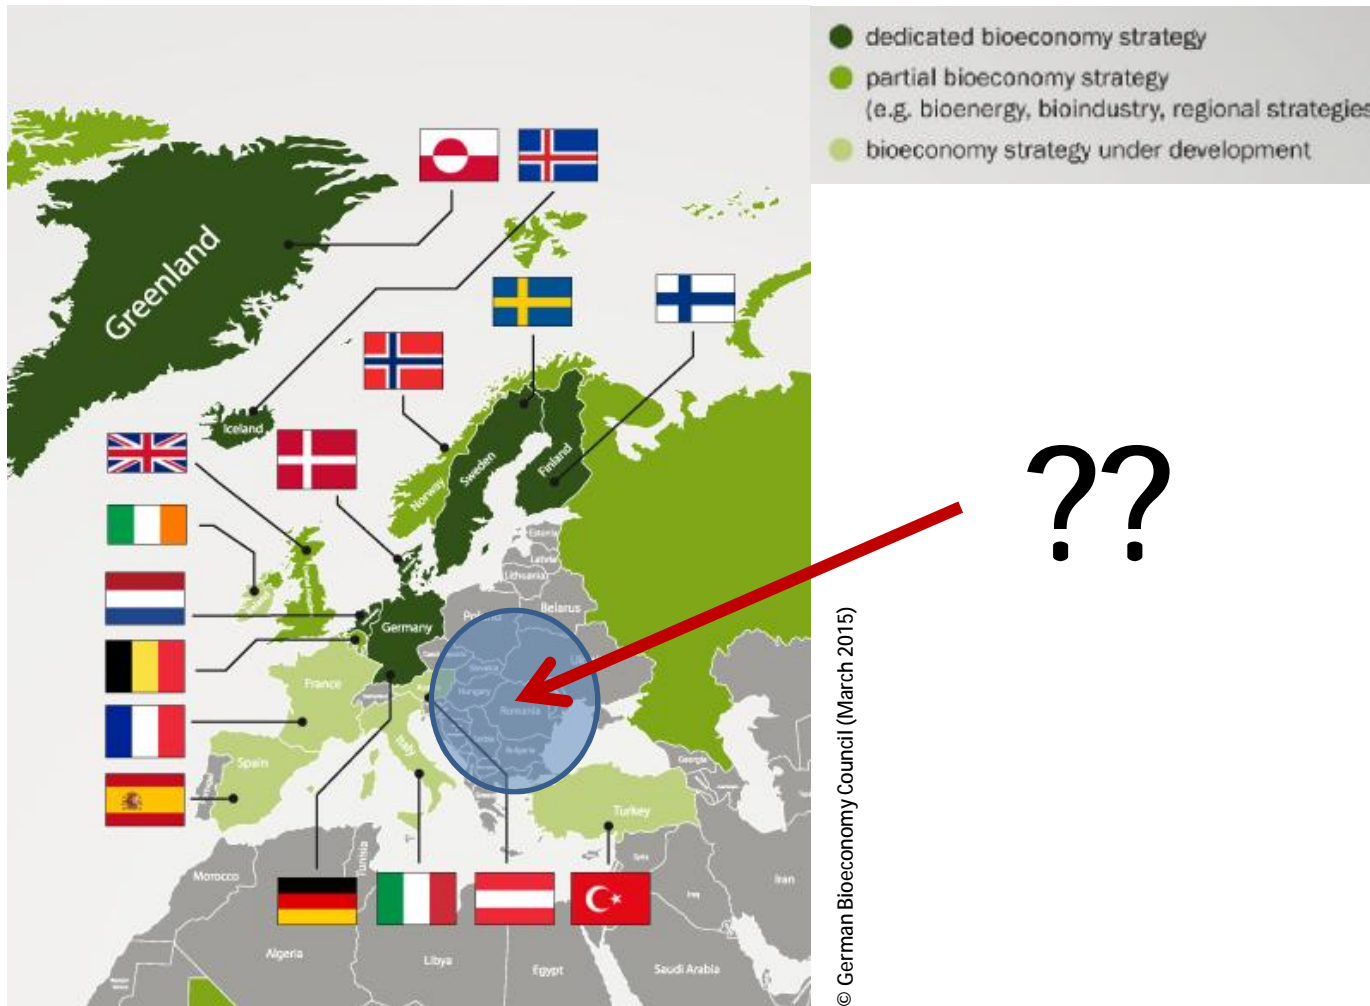 dedicated bioeconomy strategy
partial bioeconomy strategy
(e.g. bioenergy, bioindustry, regional strategies
bioeconomy strategy under development
Greenland
Iceland
Norway
Sweden
Finland
Estonia
Latvia
Lithuania
Belarus
Germany
Slovakia
Hungary
Romania
Bulgaria
France
Italy
Spain
Turkey
Georgia
Morocco
Tunisia
Algeria
Libya
Egypt
Syria
Iraq
Iran
Saudi Arabia
??
© German Bioeconomy Council (March 2015)